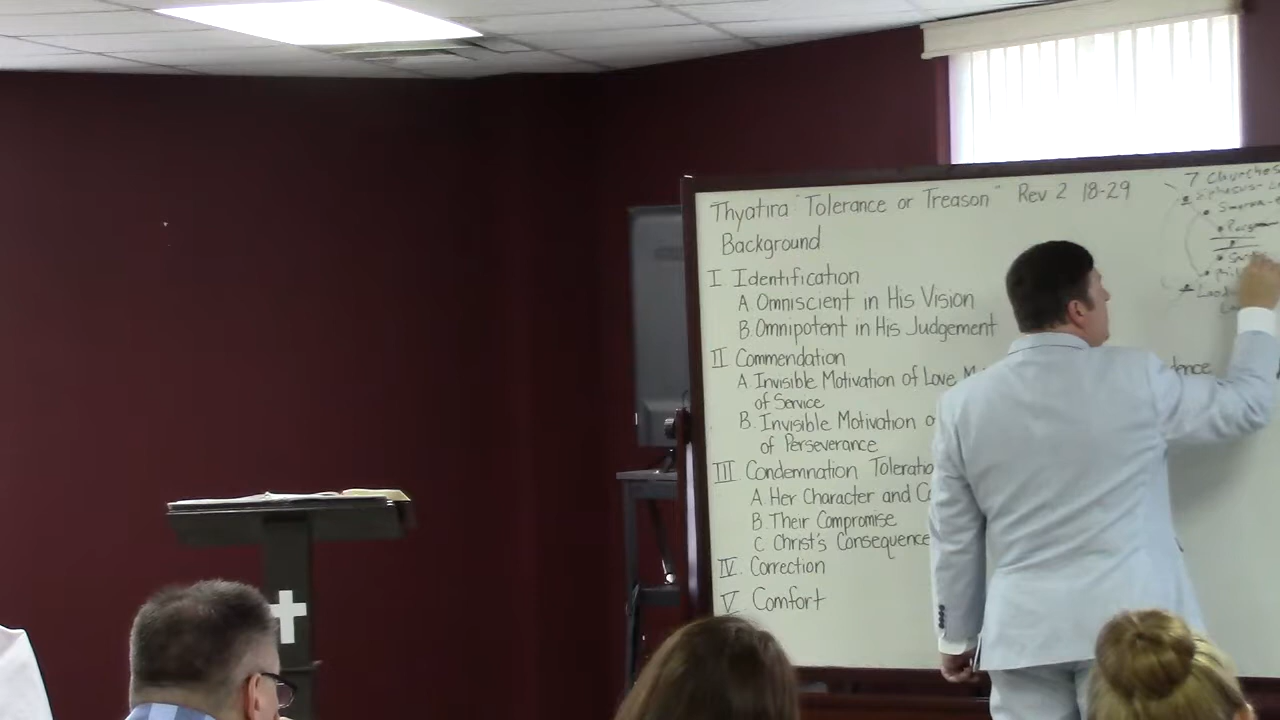 Thyatira "Tolerance or Treason" Rev 2 18-29
Background
I Identification
A. Omniscient in His Vision
B. Omnipotent in His Judgement
II Commendation
A. Invisible Motivation of Love
of Service
B. Invisible Motivation
of Perseverance
III Condemnation
A. Her Character and
B. Their Compromise
C. Christ's Consequence
IV. Correction
V Comfort
7 Churches
Ephesus-
Smyrna-